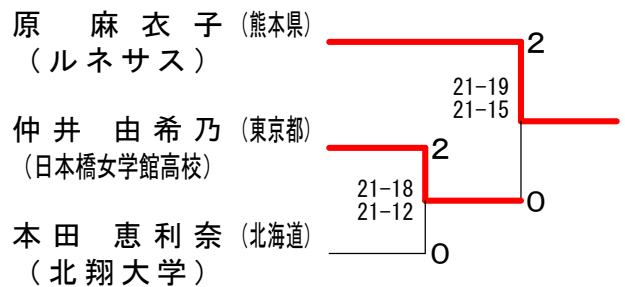 原 麻衣子 (熊本県)
(ルネサス)
2
21-19
21-15
仲井 由希乃 (東京都)
(日本橋女学館高校)
2
21-18
21-12
0
本田 恵利奈 (北海道)
(北翔大学)
0